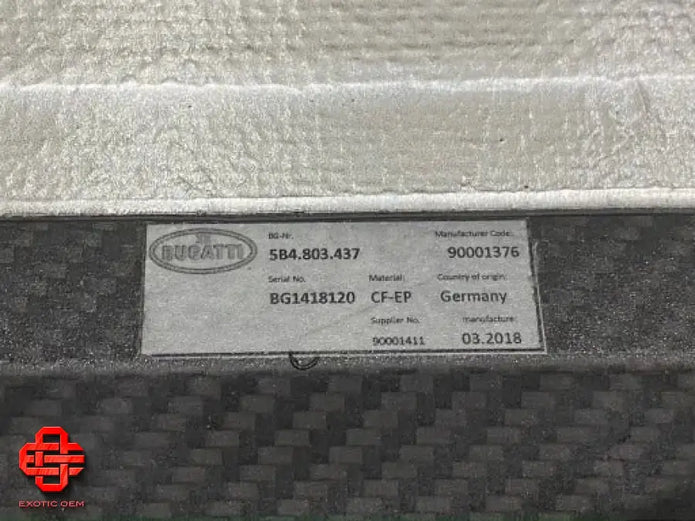 BUGATTI
BG-Nr.
Manufacturer Code:
5B4.803.437
90001376
Serial No.
Material:
Country of origin:
BG1418120
CF-EP
Germany
Supplier No.
manufacture:
90001411
03.2018
EXOTIC OEM